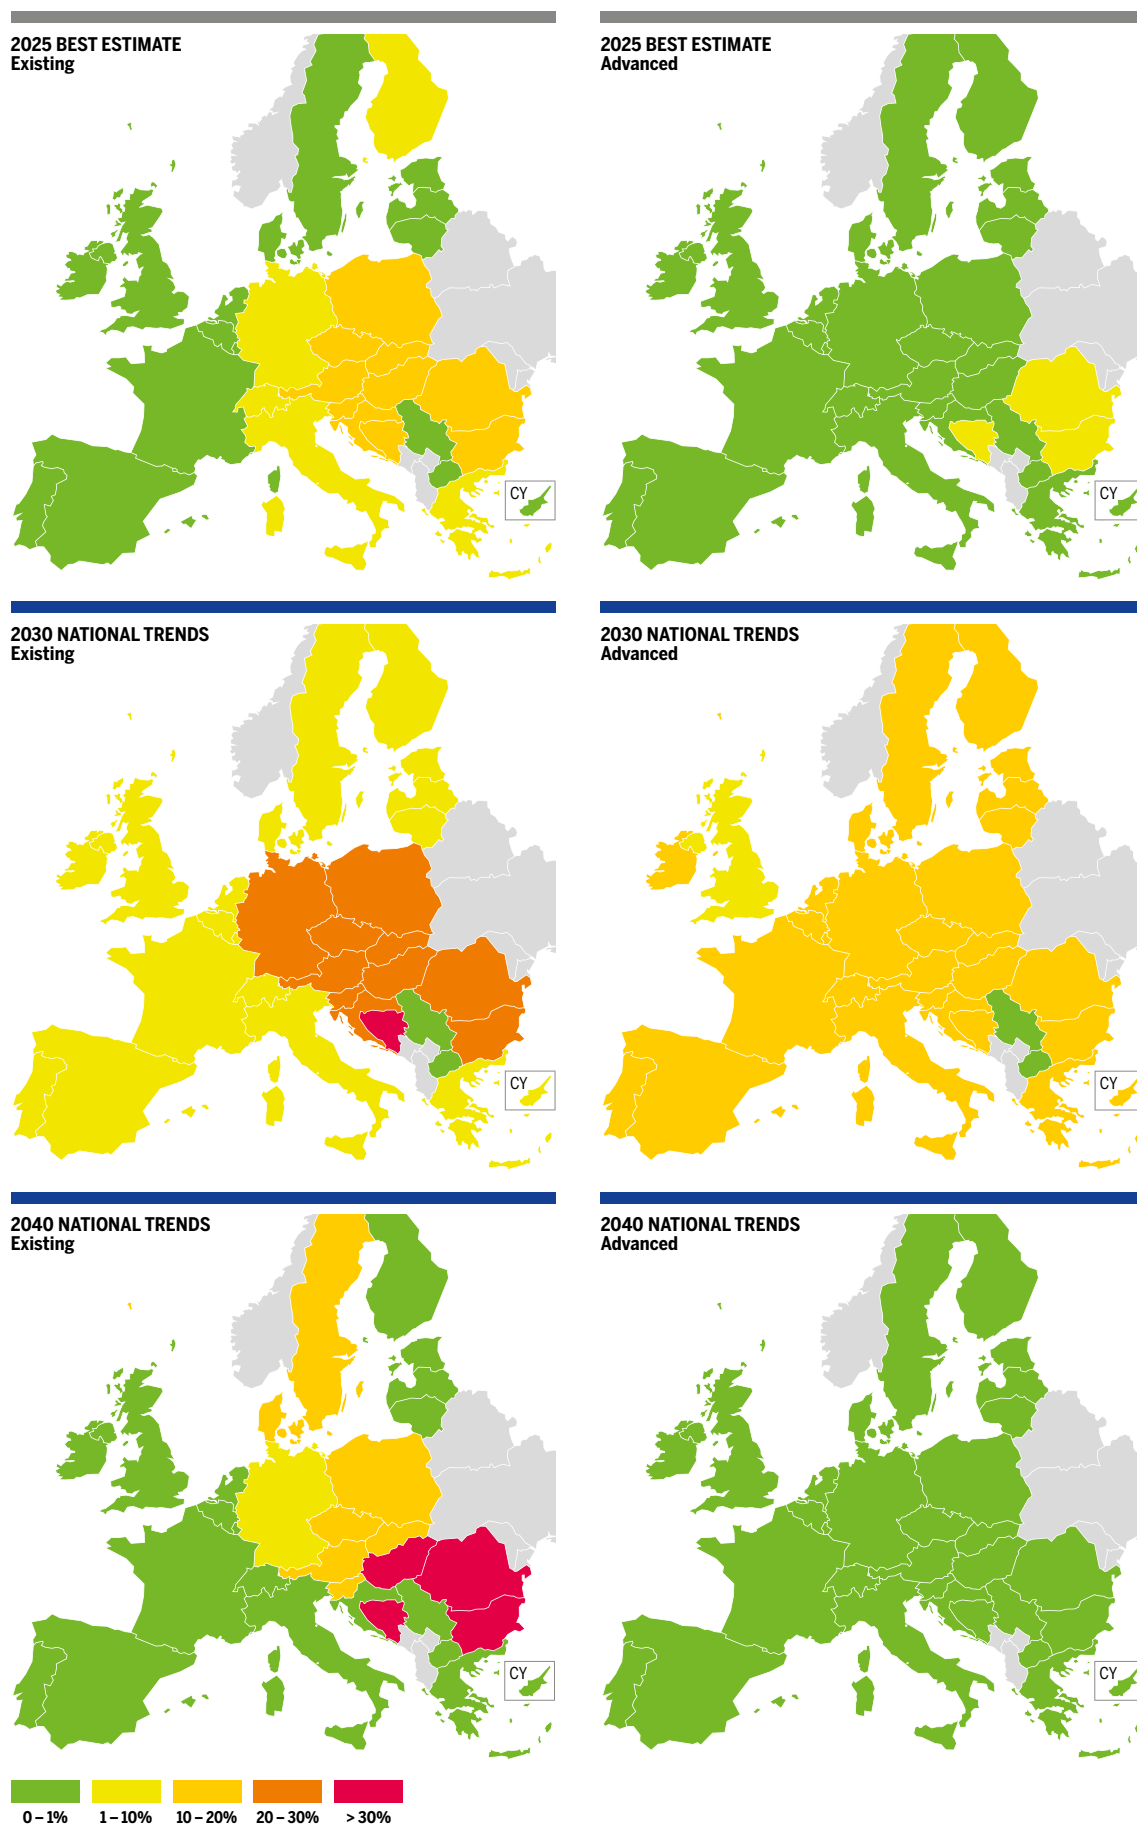 2025 BEST ESTIMATE
Existing
2025 BEST ESTIMATE
Advanced
CY
CY
2030 NATIONAL TRENDS
Existing
2030 NATIONAL TRENDS
Advanced
CY
CY
2040 NATIONAL TRENDS
Existing
2040 NATIONAL TRENDS
Advanced
CY
CY
0 – 1% 1 – 10% 10 – 20% 20 – 30% > 30%